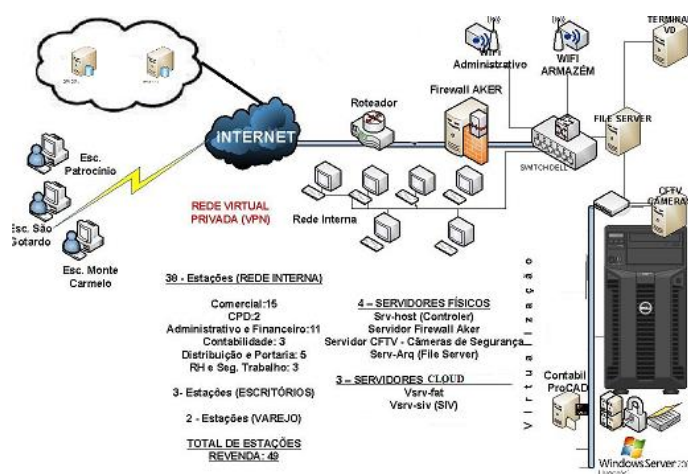 TERMINAL
VD
WIFI
Administrativo
WIFI
ARMAZÉM
Roteador
Firewall AKER
FILE SERVER
INTERNET
SWITCH DELL
Esc.
Patrocínio
Esc. São
Gotardo
Esc. Monte
Carmelo
REDE VIRTUAL
PRIVADA (VPN)
Rede Interna
CFTV
CÂMERAS
30 - Estações (REDE INTERNA)
Comercial:15
CPD:2
Administrativo e Financeiro:11
Contabilidade: 3
Distribuição e Portaria: 5
RH e Seg. Trabalho: 3
3- Estações (ESCRITÓRIOS)
2 - Estações (VAREJO)
TOTAL DE ESTAÇÕES
REVENDA: 49
4 – SERVIDORES FÍSICOS
Srv-host (Controler)
Servidor Firewall Aker
Servidor CFTV - Câmeras de Segurança
Serv-Arq (File Server)
3 – SERVIDORES CLOUD
Vsrv-fat
Vsrv-siv (SIV)
Virtualização
Contabil
ProCAD
DELL
Windows Server